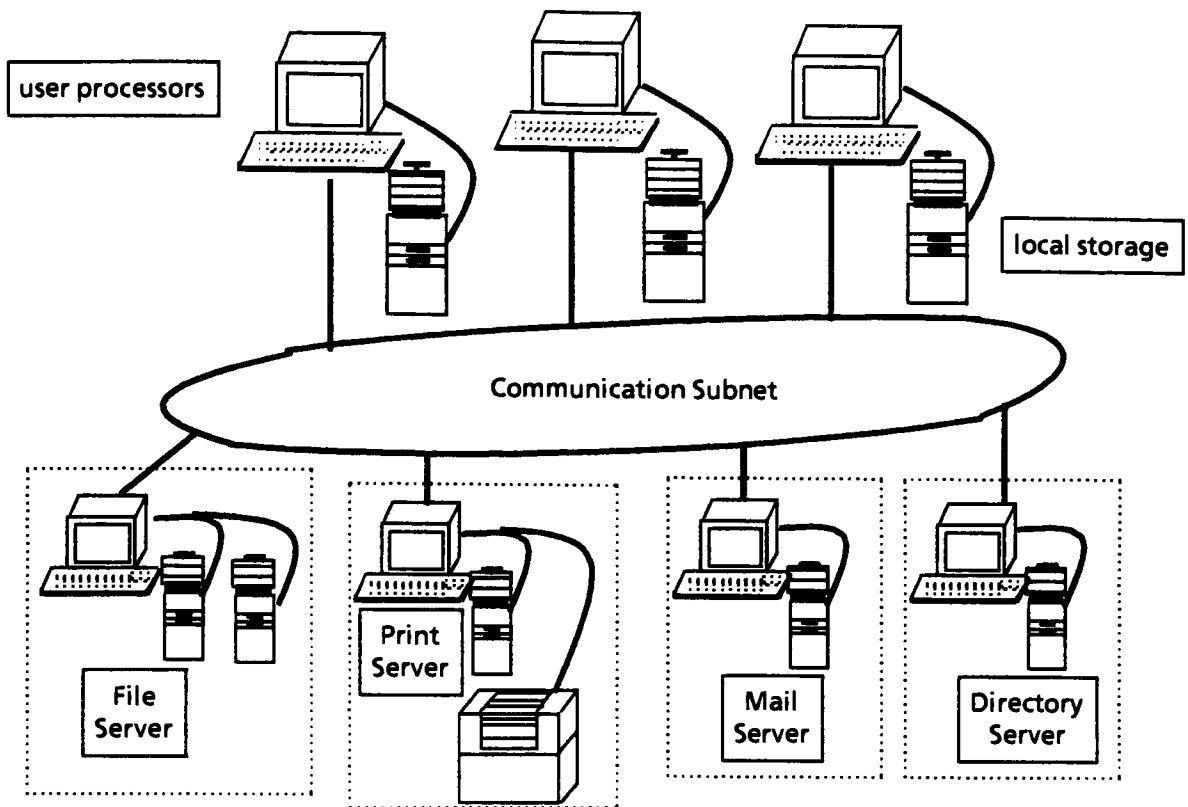 user processors
local storage
Communication Subnet
File
Server
Print
Server
Mail
Server
Directory
Server